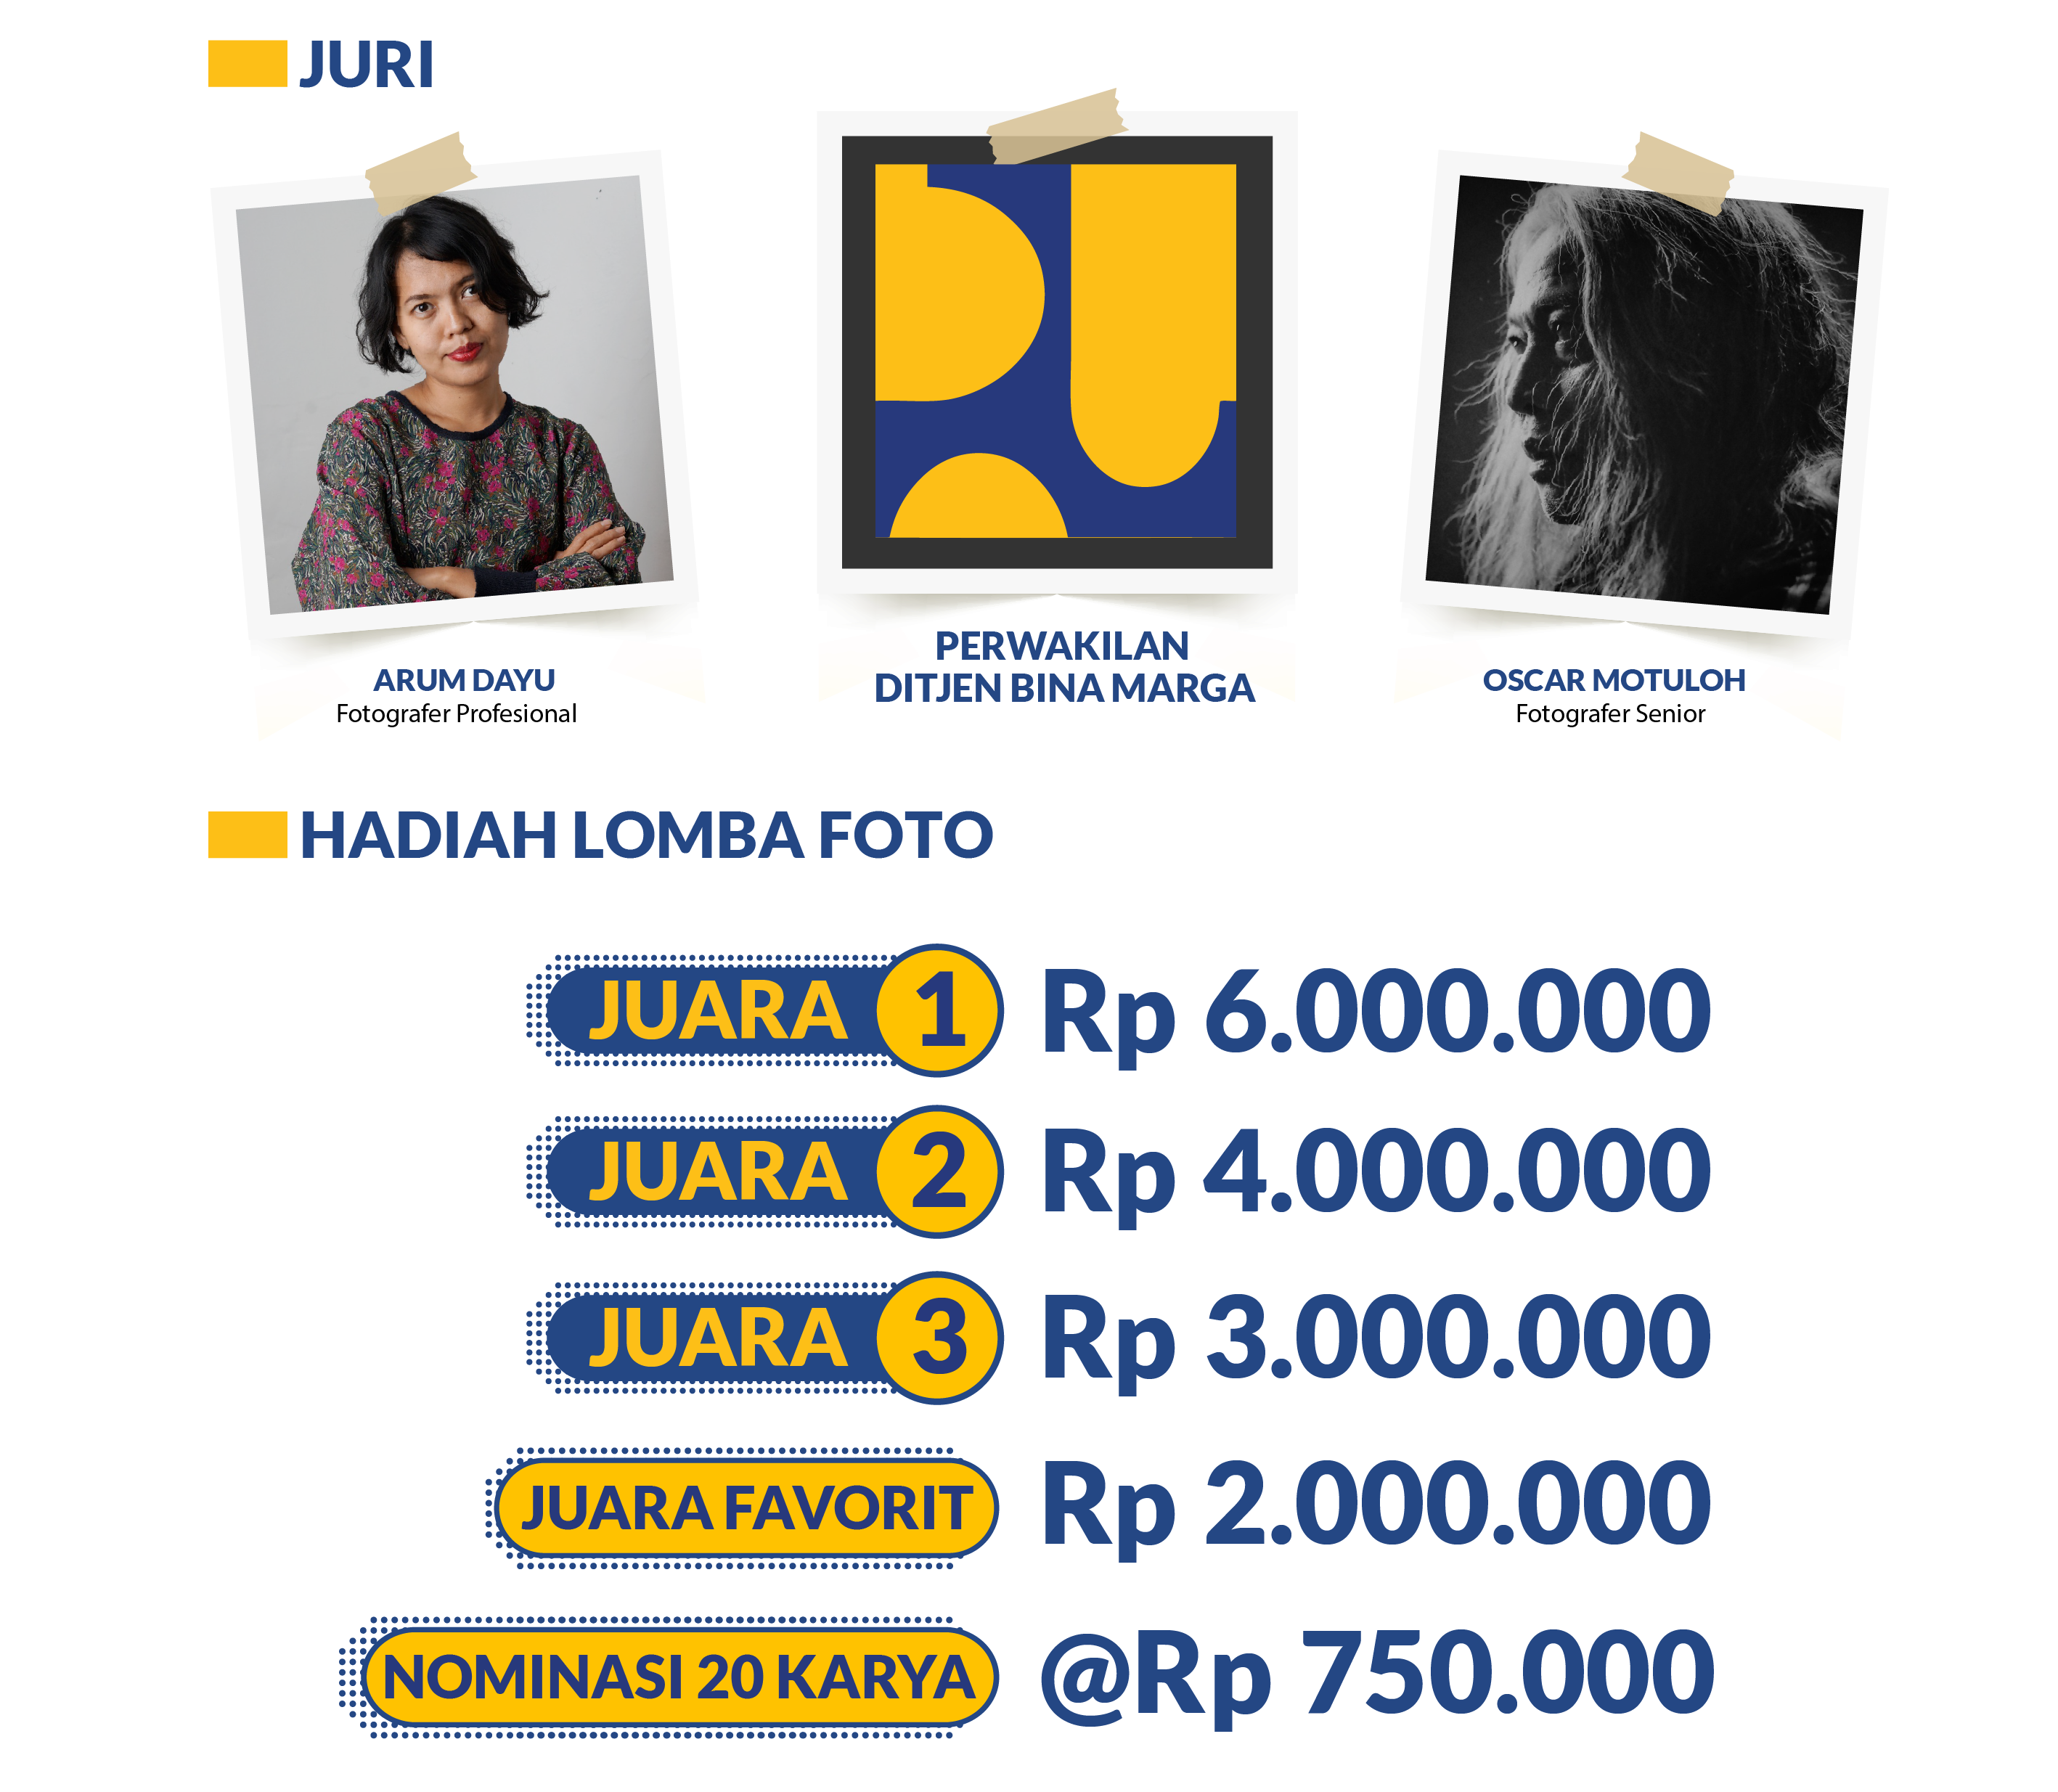 JURI
ARUM DAYU
Fotografer Profesional
PERWAKILAN
DITJEN BINA MARGA
OSCAR MOTULOH
Fotografer Senior
HADIAH LOMBA FOTO
JUARA 1 Rp 6.000.000
JUARA 2 Rp 4.000.000
JUARA 3 Rp 3.000.000
JUARA FAVORIT Rp 2.000.000
NOMINASI 20 KARYA @Rp 750.000